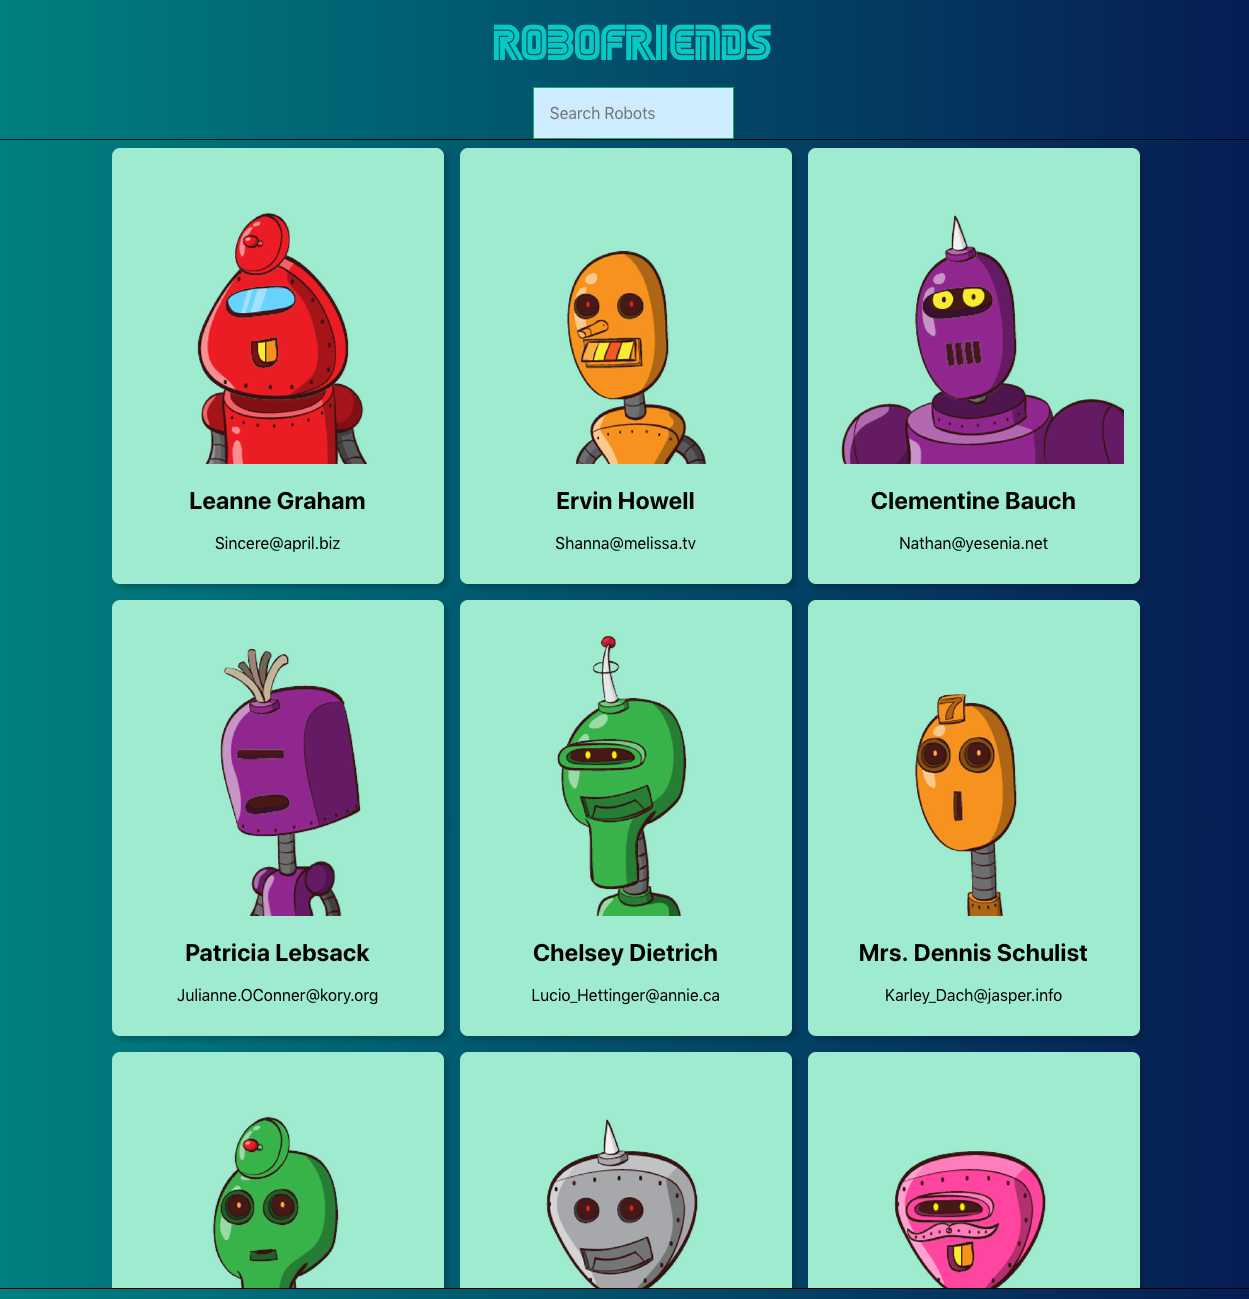 ROBOFRIENDS
Search Robots
Leanne Graham
Sincere@april.biz
Ervin Howell
Shanna@melissa.tv
Clementine Bauch
Nathan@yesenia.net
7
Patricia Lebsack
Julianne.OConner@kory.org
Chelsey Dietrich
Lucio_Hettinger@annie.ca
Mrs. Dennis Schulist
Karley_Dach@jasper.info